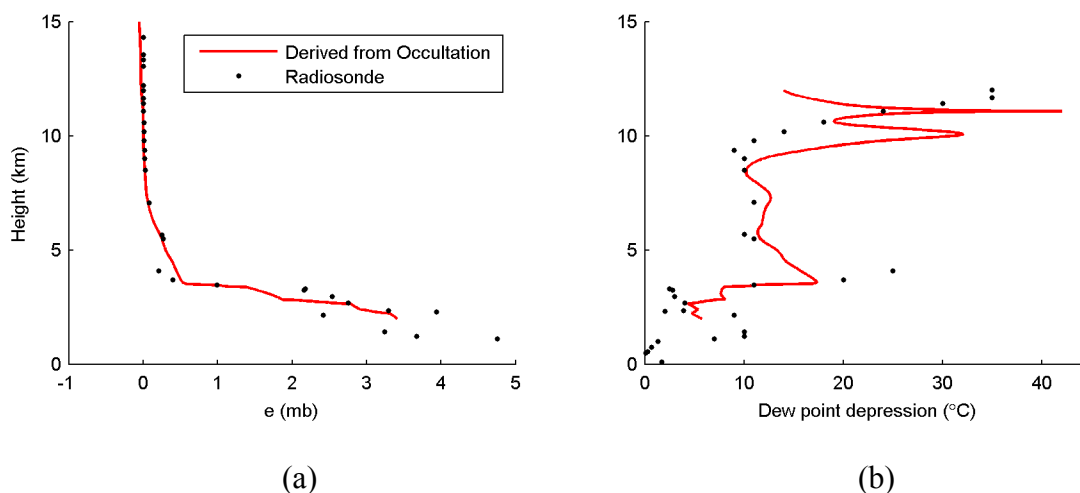 15
10
5
0
Height (km)
-1 0 1 2 3 4 5
e (mb)
Derived from Occultation
Radiosonde
(a)
15
10
5
0
0 10 20 30 40
Dew point depression (°C)
(b)